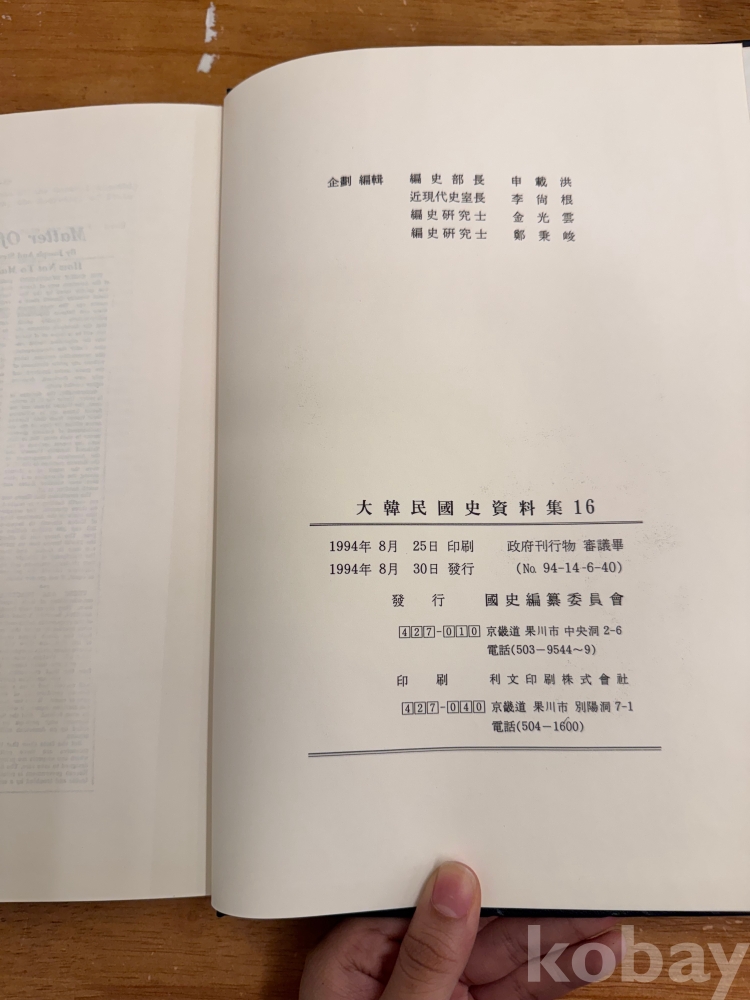 Matter Of
企劃 編輯 編史部長 申載洪
近現代史室長 李尙根
編史硏究士 金光雲
編史硏究士 鄭秉峻
大韓民國史資料集 16
1994年 8月 25日 印刷 政府刊行物 審議畢
1994年 8月 30日 發行 (No. 94-14-6-40)
發行 國史編纂委員會
427-010 京畿道 果川市 中央洞 2-6
電話(503-9544~9)
印刷 利文印刷株式會社
427-040 京畿道 果川市 別陽洞 7-1
電話(504-1600)
kobay